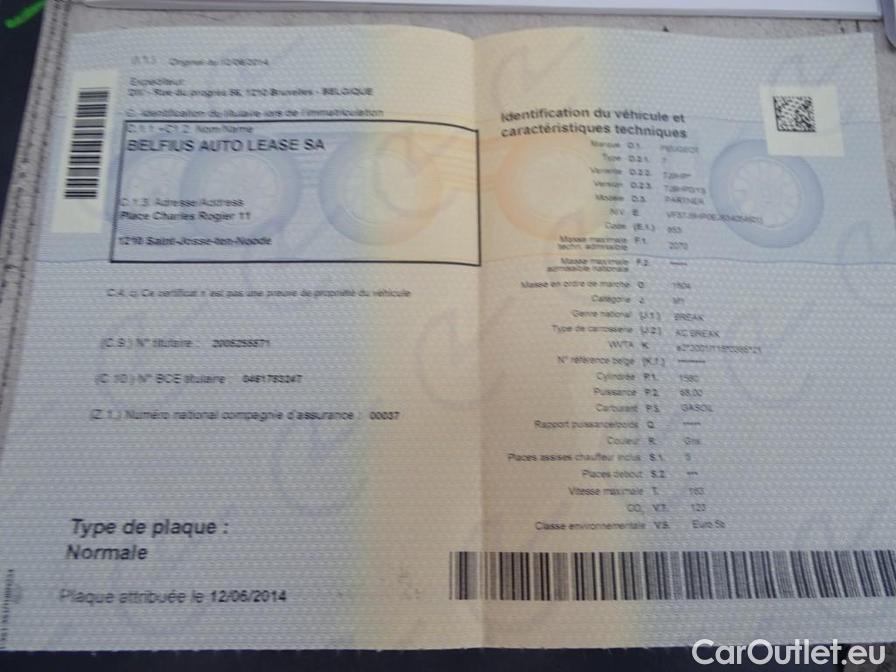 (I.1.) Original du 12/06/2014
Expéditeur:
DIV - Rue du progrès 56, 1210 Bruxelles - BELGIQUE
C. Identification du titulaire lors de l'immatriculation
C.1.1.+C1.2. Nom/Name
BELFIUS AUTO LEASE SA
C.1.3. Adresse/Address
Place Charles Rogier 11
1210 Saint-Josse-ten-Noode
C.4. c) Ce certificat n'est pas une preuve de propriété du véhicule
(C.9.) N° titulaire :
(C.10.) N° BCE titulaire :
(Z.1.) Numéro national compagnie d'assurance : 00037
Type de plaque :
Normale
Plaque attribuée le 12/06/2014
Identification du véhicule et
caractéristiques techniques
Marque D.1. PEUGEOT
Type D.2.1. 7
Variante D.2.2.
Version D.2.3.
Modèle D.3. PARTNER
NIV E.
Code (E.1.) 653
Masse maximale
techn. admissible F.1. 2070
Masse maximale
admissible nationale F.2. -----
Masse en ordre de marche G. 1504
Catégorie J. M1
Genre national (J.1.) BREAK
Type de carrosserie (J.2.) AC BREAK
WVTA K.
N° référence belge (K.1.)
Cylindrée P.1. 1560
Puissance P.2. 68,00
Carburant P.3. GASOIL
Rapport puissance/poids Q. -----
Couleur R. Gris
Places assises chauffeur inclus S.1. 5
Places debout S.2. ---
Vitesse maximale T. 163
CO₂ V.7. 123
Classe environnementale V.9. Euro 5b
CarOutlet.eu